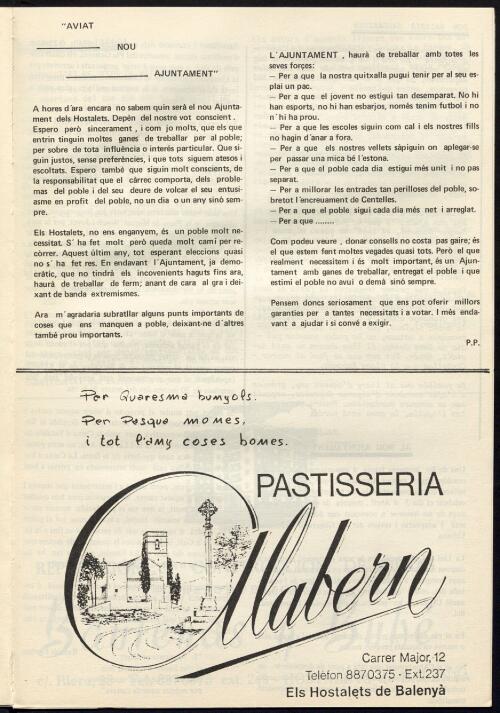 "AVIAT
NOU
AJUNTAMENT"
A hores d'ara encara no sabem quin serà el nou Ajunta-
ment dels Hostalets. Depèn del nostre vot conscient.
Espero però sincerament, i com jo molts, que els que
entrin tinguin moltes ganes de treballar per al poble;
per sobre de tota influència o interès particular. Que si-
guin justos, sense preferències, i que tots siguem atesos i
escoltats. Espero també que siguin molt conscients, de
la responsabilitat que el càrrec comporta, dels proble-
mas del poble i del seu deure de volcar el seu entusi-
asme en profit del poble, no un dia o un any sinó sem-
pre.
Els Hostalets, no ens enganyem, és un poble molt ne-
cessitat. S' ha fet molt però queda molt camí per re-
còrrer. Aquest últim any, tot esperant eleccions quasi
no s' ha fet res. En endavant l'Ajuntament, ja demo-
cràtic, que no tindrà els incovenients haguts fins ara,
haurà de treballar de ferm; anant de cara al gra i dei-
xant de banda extremismes.
Ara m'agradaria subratllar alguns punts importants de
coses que ens manquen a poble, deixant-ne d'altres
també prou importants.
L'AJUNTAMENT, haurà de treballar amb totes les
seves forçes:
— Per a que la nostra quitxalla pugui tenir per al seu es-
plai un pac.
— Per a que el jovent no estigui tan desemparat. No hi
han esports, no hi han esbarjos, només tenim futbol i no
n'hi ha prou.
— Per a que les escoles siguin com cal i els nostres fills
no hagin d'anar a fora.
— Per a que els nostres vellets sàpiguin on aplegar-se
per passar una mica bé l'estona.
— Per a que el poble cada dia estigui més unit i no pas
separat.
— Per a millorar les entrades tan perilloses del poble, so-
bretot l'encreuament de Centelles.
— Per a que el poble sigui cada dia més net i arreglat.
— Per a que ........
Com podeu veure, donar consells no costa pas gaire; és
el que estem fent moltes vegades quasi tots. Però el que
realment necessitem i és molt important, és un Ajun-
tament amb ganes de treballar, entregat el poble i que
estimi el poble no avui o demà sinó sempre.
Pensem doncs seriosament que ens pot oferir millors
garanties per a tantes necessitats i a votar. I més enda-
vant a ajudar i si convé a exigir.
P.P.
Per Quaresma bunyols.
Per Pasqua mones,
i tot l'any coses bones.
PASTISSERIA
Illabern
Carrer Major, 12
Telèfon 8870375 - Ext. 237
Els Hostalets de Balenyà